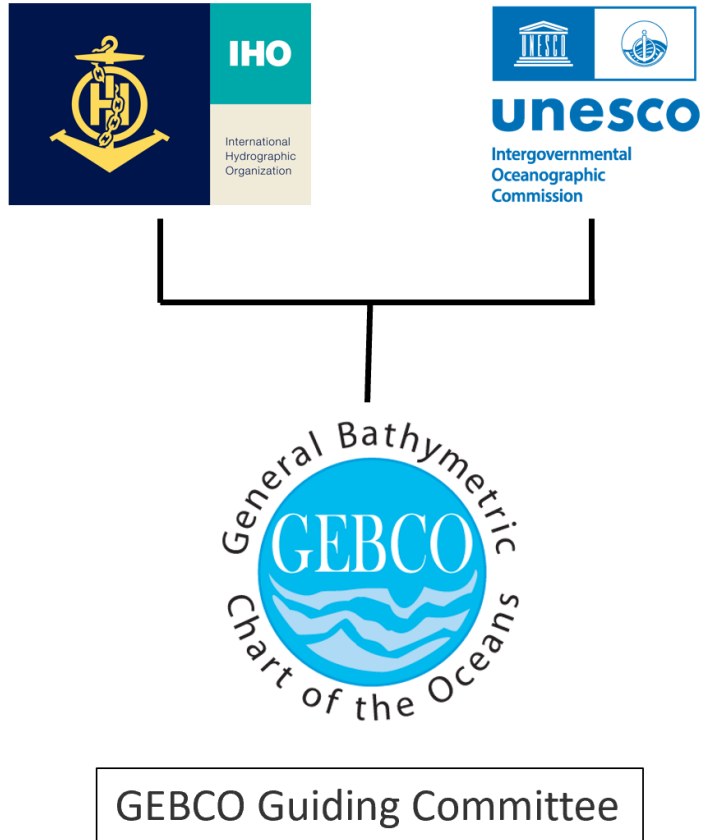 IHO
International
Hydrographic
Organization
UNESCO
unesco
Intergovernmental
Oceanographic
Commission
General Bathymetric
GEBCO
Chart of the Oceans
GEBCO Guiding Committee